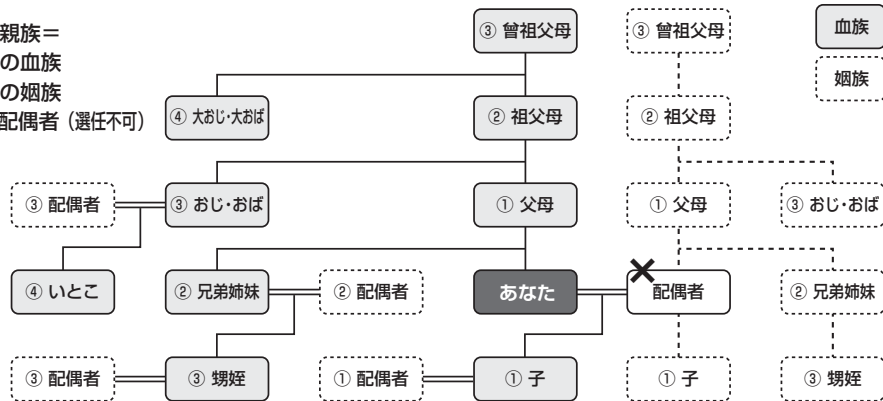 親族＝
の血族
の姻族
配偶者（選任不可）
③ 曾祖父母
③ 曾祖父母
血族
姻族
④ 大おじ・大おば
② 祖父母
② 祖父母
③ 配偶者
③ おじ・おば
① 父母
① 父母
③ おじ・おば
④ いとこ
② 兄弟姉妹
② 配偶者
あなた
配偶者
② 兄弟姉妹
③ 配偶者
③ 甥姪
① 配偶者
① 子
① 子
③ 甥姪